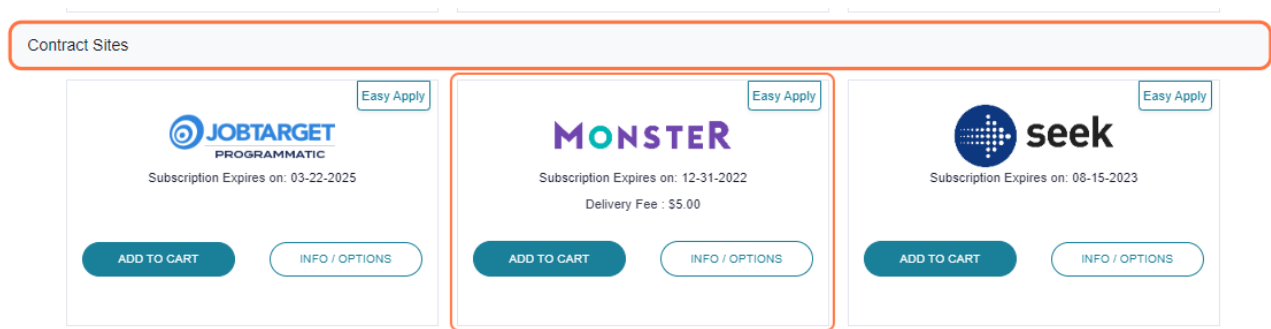 Contract Sites
Easy Apply
JOBTARGET
PROGRAMMATIC
Subscription Expires on: 03-22-2025
ADD TO CART
INFO / OPTIONS
Easy Apply
MONSTER
Subscription Expires on: 12-31-2022
Delivery Fee : $5.00
ADD TO CART
INFO / OPTIONS
Easy Apply
seek
Subscription Expires on: 08-15-2023
ADD TO CART
INFO / OPTIONS